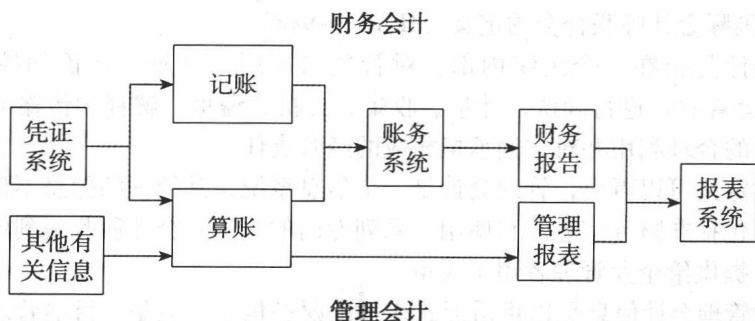 财务会计
记账
凭证
系统
账务
系统
财务
报告
报表
系统
算账
管理
报表
其他有
关信息
管理会计